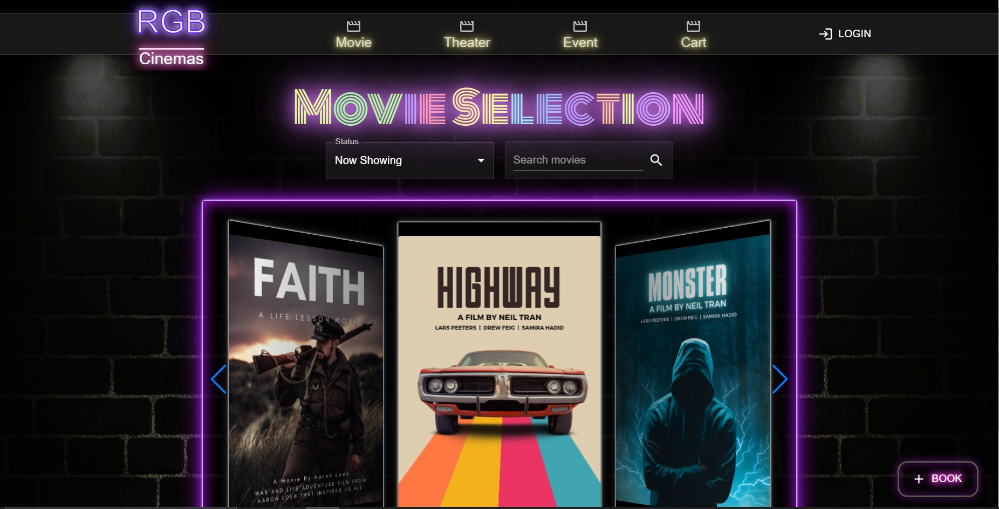 RGB
Cinemas
Movie
Theater
Event
Cart
LOGIN
MOVIE SELECTION
Status
Now Showing
Search movies
FAITH
A LIFE LESSON MOVIE
A Movie By Aaron Loeb
WAR AND LIFE ADVENTURE FILM FROM
AARON LOEB THAT INSPIRES US ALL
HIGHWAY
A FILM BY NEIL TRAN
LARS PEETERS | DREW FEIG | SAMIRA HADID
MONSTER
A FILM BY NEIL TRAN
LARS PEETERS | DREW FEIG | SAMIRA HADID
+ BOOK